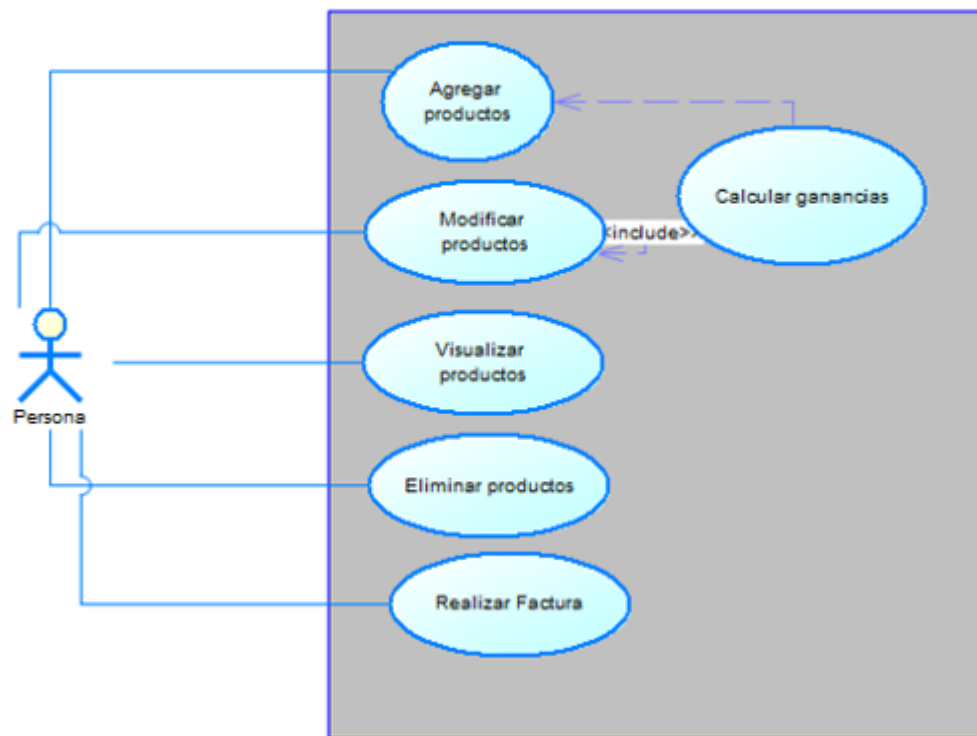 Agregar
productos
Calcular ganancias
Modificar
productos
<include>>
Visualizar
productos
Persona
Eliminar productos
Realizar Factura